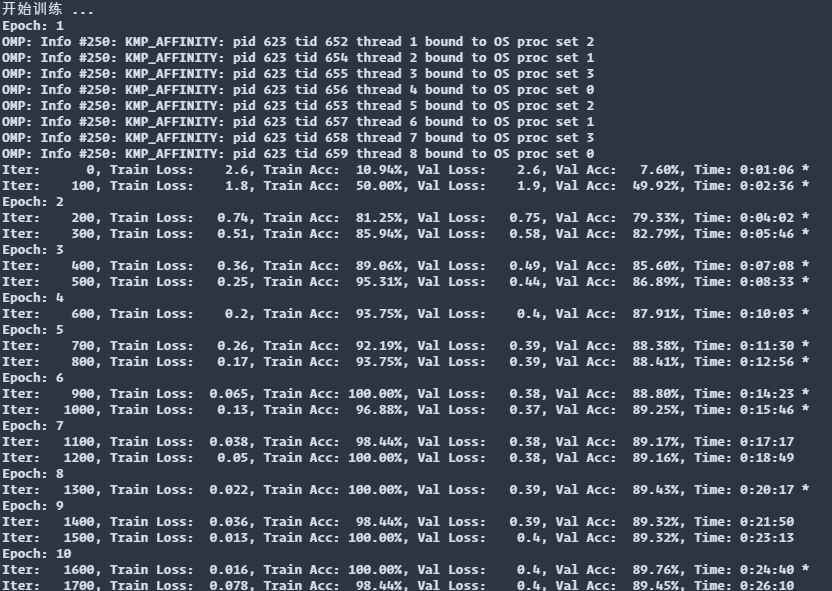 开始训练 ...
Epoch: 1
OMP: Info #250: KMP_AFFINITY: pid 623 tid 652 thread 1 bound to OS proc set 2
OMP: Info #250: KMP_AFFINITY: pid 623 tid 654 thread 2 bound to OS proc set 1
OMP: Info #250: KMP_AFFINITY: pid 623 tid 655 thread 3 bound to OS proc set 3
OMP: Info #250: KMP_AFFINITY: pid 623 tid 656 thread 4 bound to OS proc set 0
OMP: Info #250: KMP_AFFINITY: pid 623 tid 653 thread 5 bound to OS proc set 2
OMP: Info #250: KMP_AFFINITY: pid 623 tid 657 thread 6 bound to OS proc set 1
OMP: Info #250: KMP_AFFINITY: pid 623 tid 658 thread 7 bound to OS proc set 3
OMP: Info #250: KMP_AFFINITY: pid 623 tid 659 thread 8 bound to OS proc set 0
Iter:      0, Train Loss:    2.6, Train Acc:  10.94%, Val Loss:    2.6, Val Acc:   7.60%, Time: 0:01:06 *
Iter:    100, Train Loss:    1.8, Train Acc:  50.00%, Val Loss:    1.9, Val Acc:  49.92%, Time: 0:02:36 *
Epoch: 2
Iter:    200, Train Loss:   0.74, Train Acc:  81.25%, Val Loss:   0.75, Val Acc:  79.33%, Time: 0:04:02 *
Iter:    300, Train Loss:   0.51, Train Acc:  85.94%, Val Loss:   0.58, Val Acc:  82.79%, Time: 0:05:46 *
Epoch: 3
Iter:    400, Train Loss:   0.36, Train Acc:  89.06%, Val Loss:   0.49, Val Acc:  85.60%, Time: 0:07:08 *
Iter:    500, Train Loss:   0.25, Train Acc:  95.31%, Val Loss:   0.44, Val Acc:  86.89%, Time: 0:08:33 *
Epoch: 4
Iter:    600, Train Loss:    0.2, Train Acc:  93.75%, Val Loss:    0.4, Val Acc:  87.91%, Time: 0:10:03 *
Epoch: 5
Iter:    700, Train Loss:   0.26, Train Acc:  92.19%, Val Loss:   0.39, Val Acc:  88.38%, Time: 0:11:30 *
Iter:    800, Train Loss:   0.17, Train Acc:  93.75%, Val Loss:   0.39, Val Acc:  88.41%, Time: 0:12:56 *
Epoch: 6
Iter:    900, Train Loss:  0.065, Train Acc: 100.00%, Val Loss:   0.38, Val Acc:  88.80%, Time: 0:14:23 *
Iter:   1000, Train Loss:   0.13, Train Acc:  96.88%, Val Loss:   0.37, Val Acc:  89.25%, Time: 0:15:46 *
Epoch: 7
Iter:   1100, Train Loss:  0.038, Train Acc:  98.44%, Val Loss:   0.38, Val Acc:  89.17%, Time: 0:17:17
Iter:   1200, Train Loss:   0.05, Train Acc: 100.00%, Val Loss:   0.38, Val Acc:  89.16%, Time: 0:18:49
Epoch: 8
Iter:   1300, Train Loss:  0.022, Train Acc: 100.00%, Val Loss:   0.39, Val Acc:  89.43%, Time: 0:20:17 *
Epoch: 9
Iter:   1400, Train Loss:  0.036, Train Acc:  98.44%, Val Loss:   0.39, Val Acc:  89.32%, Time: 0:21:50
Iter:   1500, Train Loss:  0.013, Train Acc: 100.00%, Val Loss:    0.4, Val Acc:  89.32%, Time: 0:23:13
Epoch: 10
Iter:   1600, Train Loss:  0.016, Train Acc: 100.00%, Val Loss:    0.4, Val Acc:  89.76%, Time: 0:24:40 *
Iter:   1700, Train Loss:  0.078, Train Acc:  98.44%, Val Loss:    0.4, Val Acc:  89.45%, Time: 0:26:10